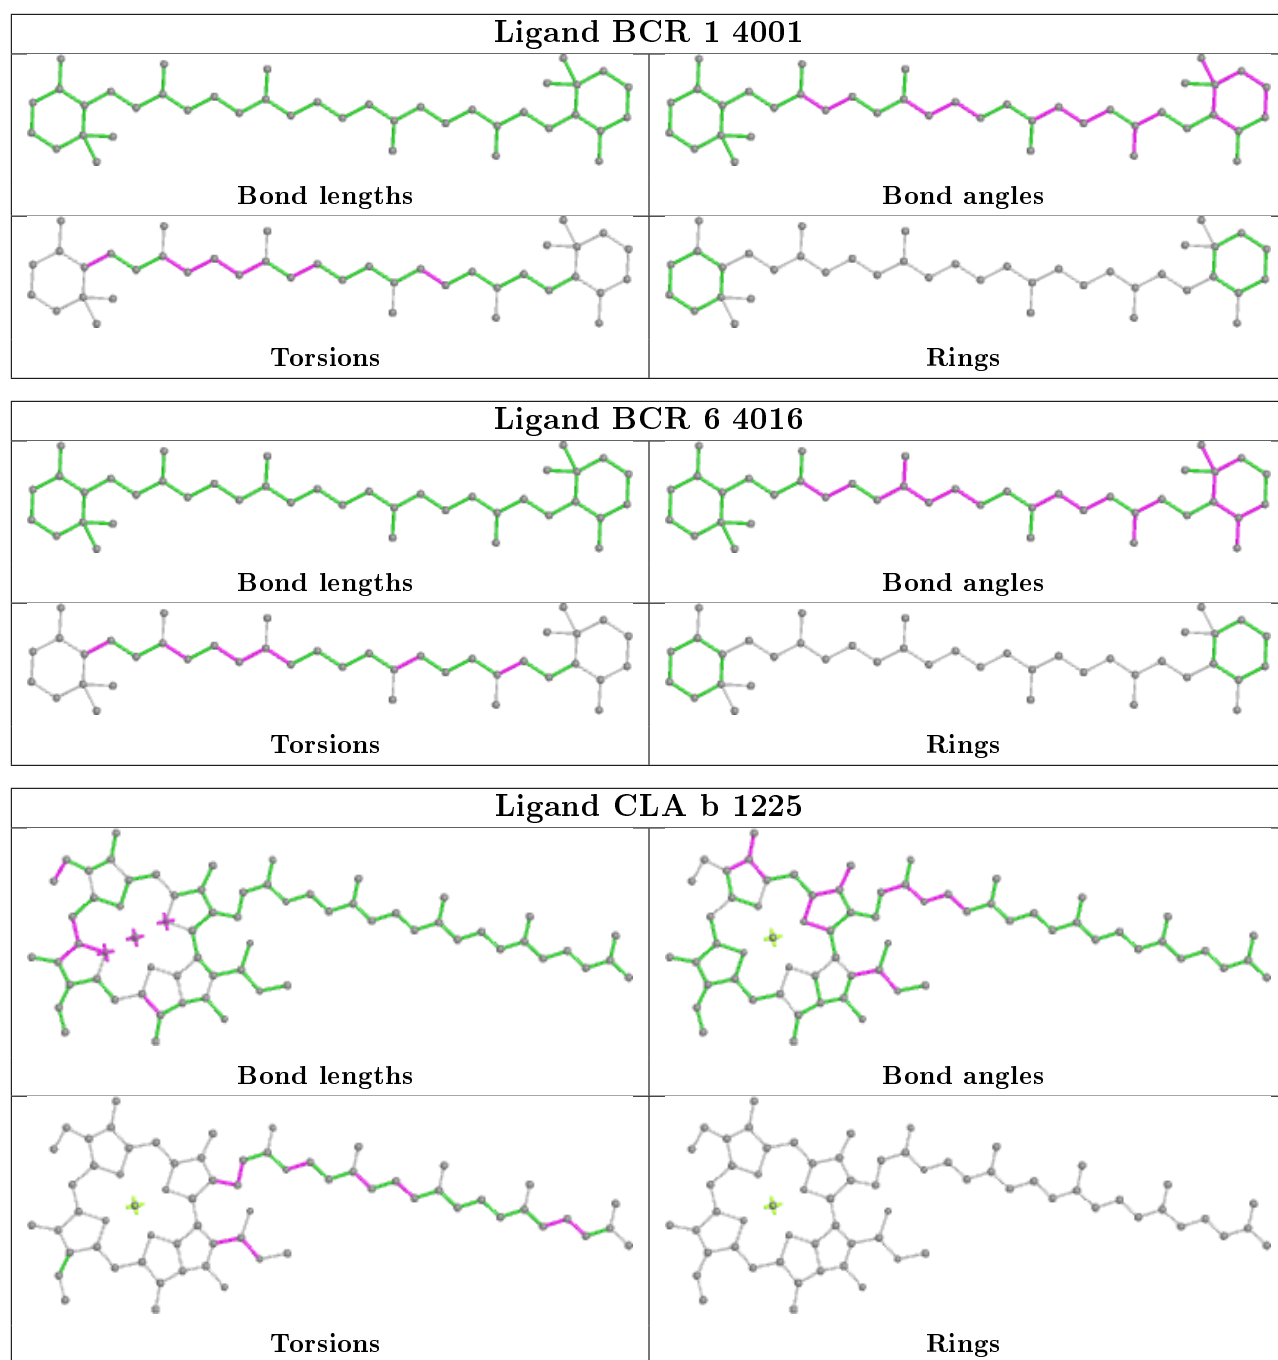 Ligand BCR 1 4001
Bond lengths
Bond angles
Torsions
Rings
Ligand BCR 6 4016
Bond lengths
Bond angles
Torsions
Rings
Ligand CLA b 1225
Bond lengths
Bond angles
Torsions
Rings